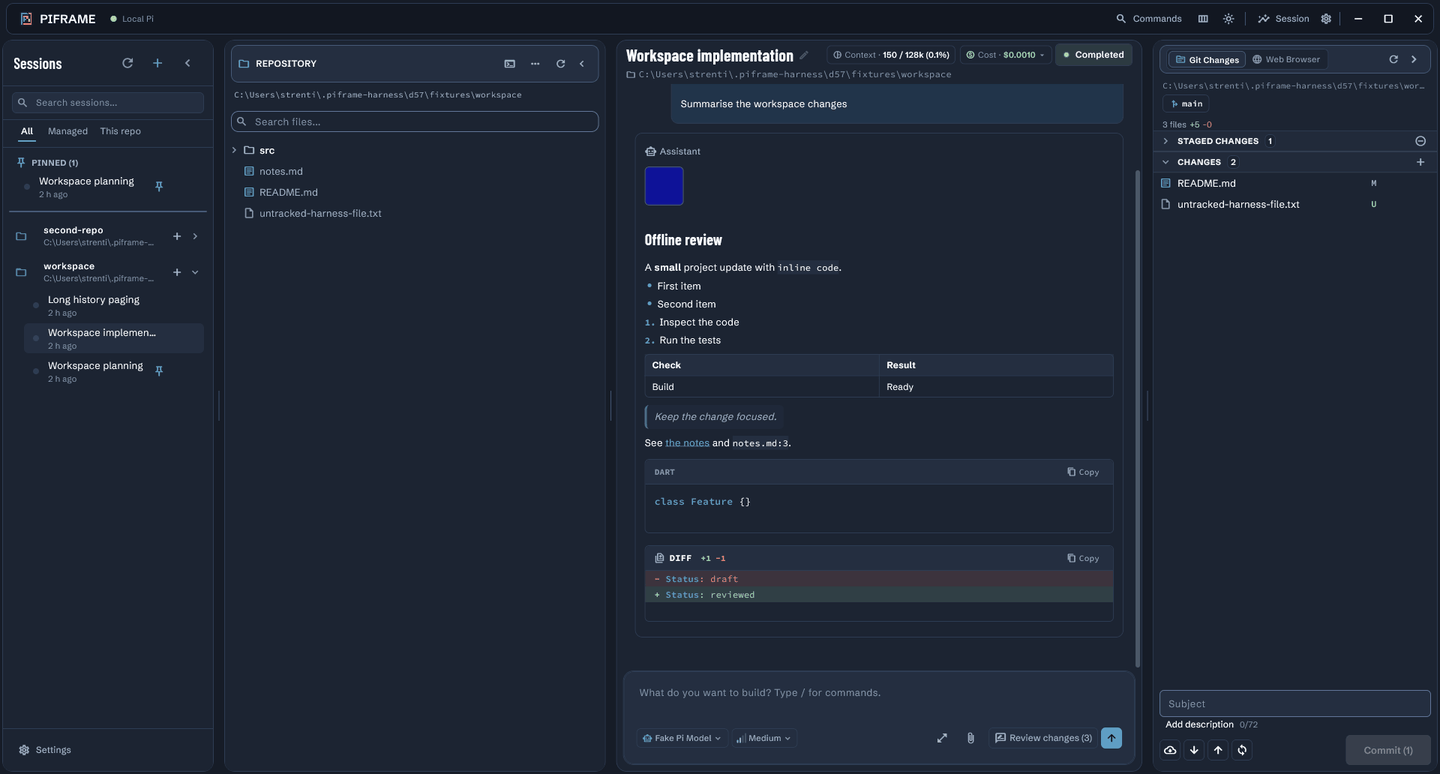 PIFRAME
Local Pi
Commands
Session
Sessions
Search sessions...
All
Managed
This repo
PINNED (1)
Workspace planning
2 h ago
second-repo
C:\Users\strenti\.piframe-...
workspace
C:\Users\strenti\.piframe-...
Long history paging
2 h ago
Workspace implemen...
2 h ago
Workspace planning
2 h ago
Settings
REPOSITORY
C:\Users\strenti\.piframe-harness\d57\fixtures\workspace
Search files...
src
notes.md
README.md
untracked-harness-file.txt
Workspace implementation
Context · 150 / 128k (0.1%)
Cost · $0.0010
Completed
C:\Users\strenti\.piframe-harness\d57\fixtures\workspace
Summarise the workspace changes
Assistant
Offline review
A small project update with inline code.
• First item
• Second item
1. Inspect the code
2. Run the tests
Check Result
Build Ready
Keep the change focused.
See the notes and notes.md:3.
DART
Copy
class Feature {}
DIFF +1 -1
Copy
- Status: draft
+ Status: reviewed
What do you want to build? Type / for commands.
Fake Pi Model
Medium
Review changes (3)
Git Changes
Web Browser
C:\Users\strenti\.piframe-harness\d57\fixtures\wor...
main
3 files +5 -0
STAGED CHANGES 1
CHANGES 2
README.md M
untracked-harness-file.txt U
Subject
Add description 0/72
Commit (1)